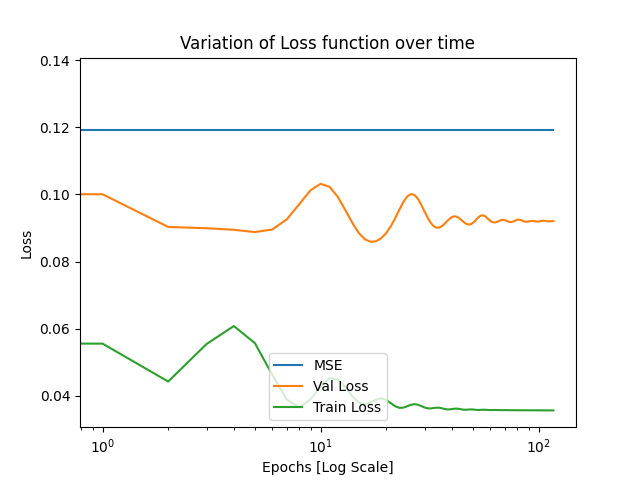 Variation of Loss function over time
0.14
0.12
0.10
0.08
0.06
0.04
Loss
MSE
Val Loss
Train Loss
10⁰
10¹
10²
Epochs [Log Scale]